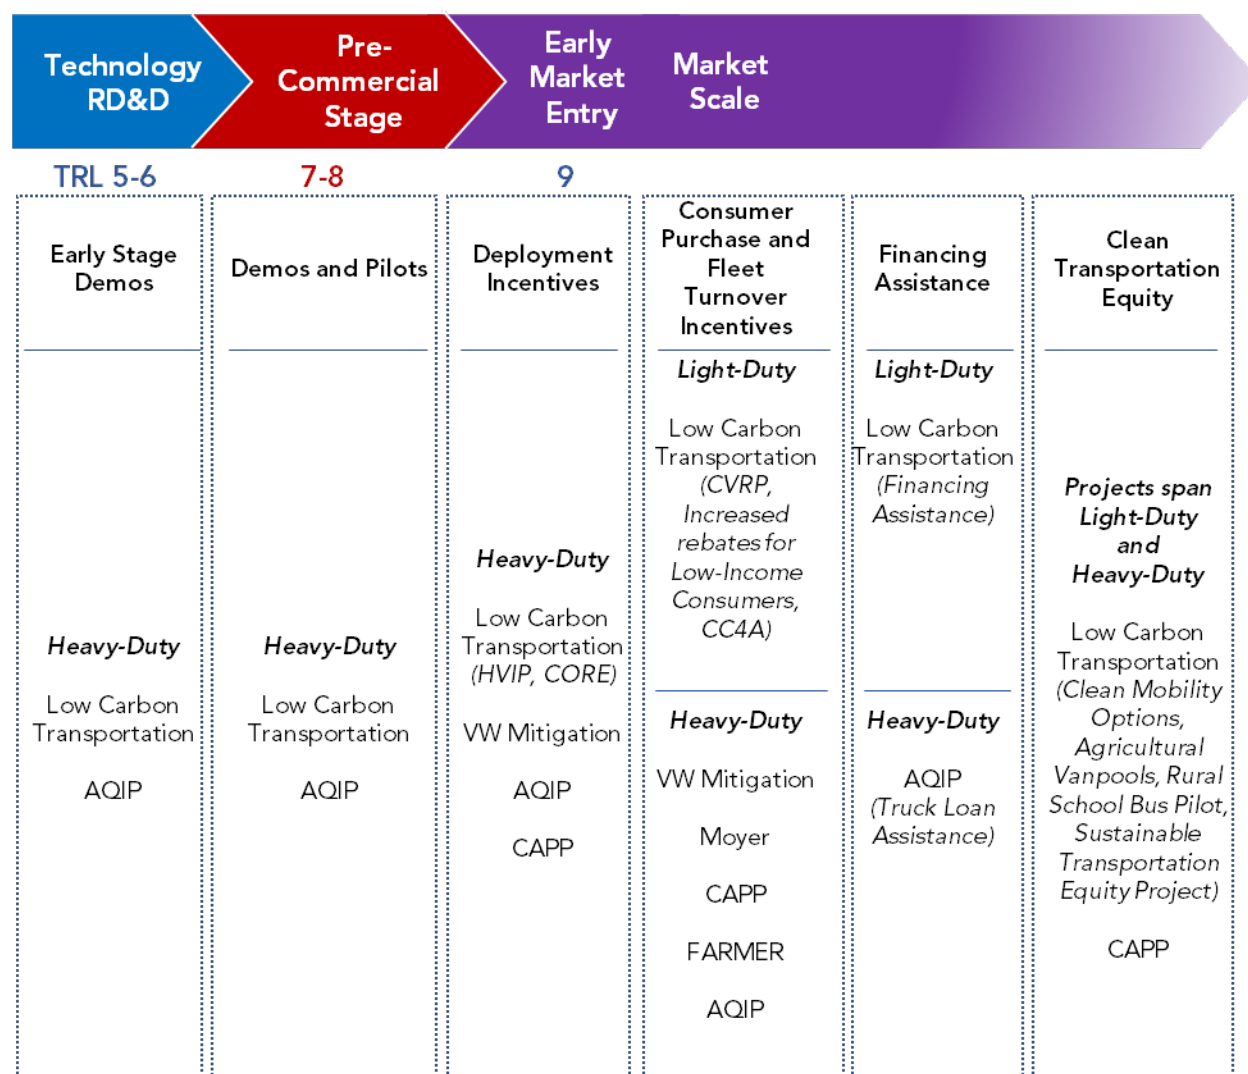 Technology
RD&D
Pre-
Commercial
Stage
Early
Market
Entry
Market
Scale
TRL 5-6
7-8
9
Early Stage
Demos
Heavy-Duty
Low Carbon
Transportation
AQIP
Demos and Pilots
Heavy-Duty
Low Carbon
Transportation
AQIP
Deployment
Incentives
Heavy-Duty
Low Carbon
Transportation
(HVIP, CORE)
VW Mitigation
AQIP
CAPP
Consumer
Purchase and
Fleet
Turnover
Incentives
Light-Duty
Low Carbon
Transportation
(CVRP,
Increased
rebates for
Low-Income
Consumers,
CC4A)
Heavy-Duty
VW Mitigation
Moyer
CAPP
FARMER
AQIP
Financing
Assistance
Light-Duty
Low Carbon
Transportation
(Financing
Assistance)
Heavy-Duty
AQIP
(Truck Loan
Assistance)
Clean
Transportation
Equity
Projects span
Light-Duty
and
Heavy-Duty
Low Carbon
Transportation
(Clean Mobility
Options,
Agricultural
Vanpools, Rural
School Bus Pilot,
Sustainable
Transportation
Equity Project)
CAPP